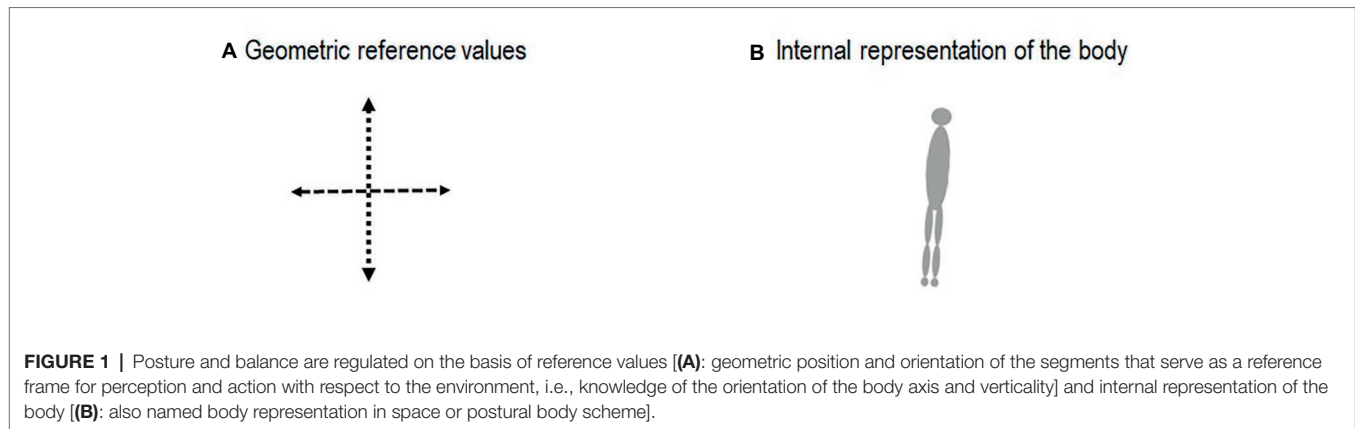 A Geometric reference values
B Internal representation of the body
FIGURE 1 | Posture and balance are regulated on the basis of reference values [(A): geometric position and orientation of the segments that serve as a reference
frame for perception and action with respect to the environment, i.e., knowledge of the orientation of the body axis and verticality] and internal representation of the
body [(B): also named body representation in space or postural body scheme].